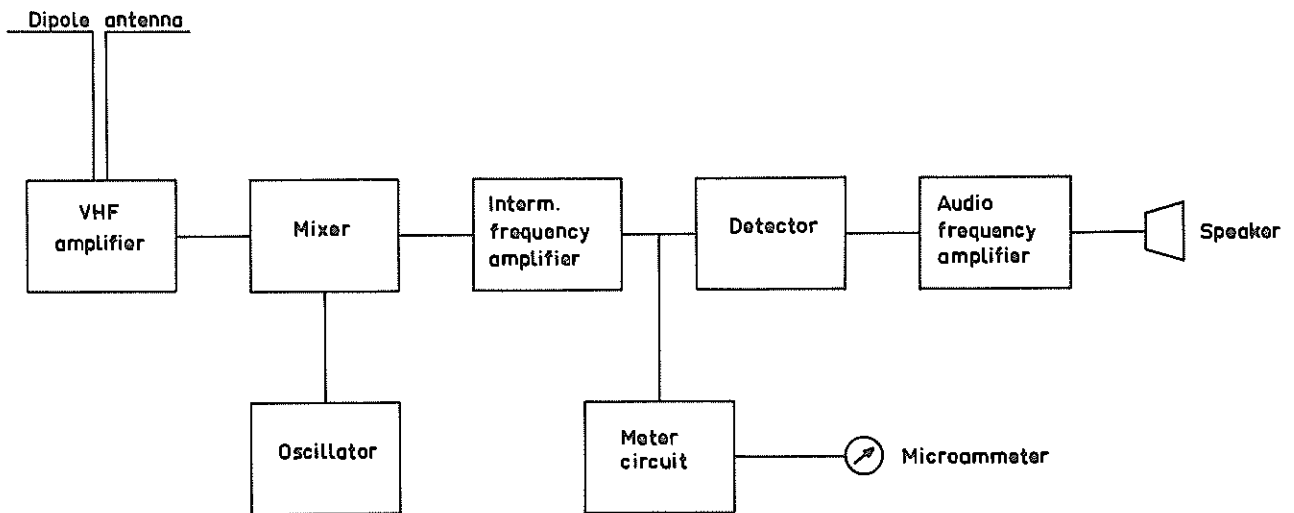 Dipole antenna
VHF
amplifier
Mixer
Interm.
frequency
amplifier
Detector
Audio
frequency
amplifier
Speaker
Oscillator
Meter
circuit
Microammeter